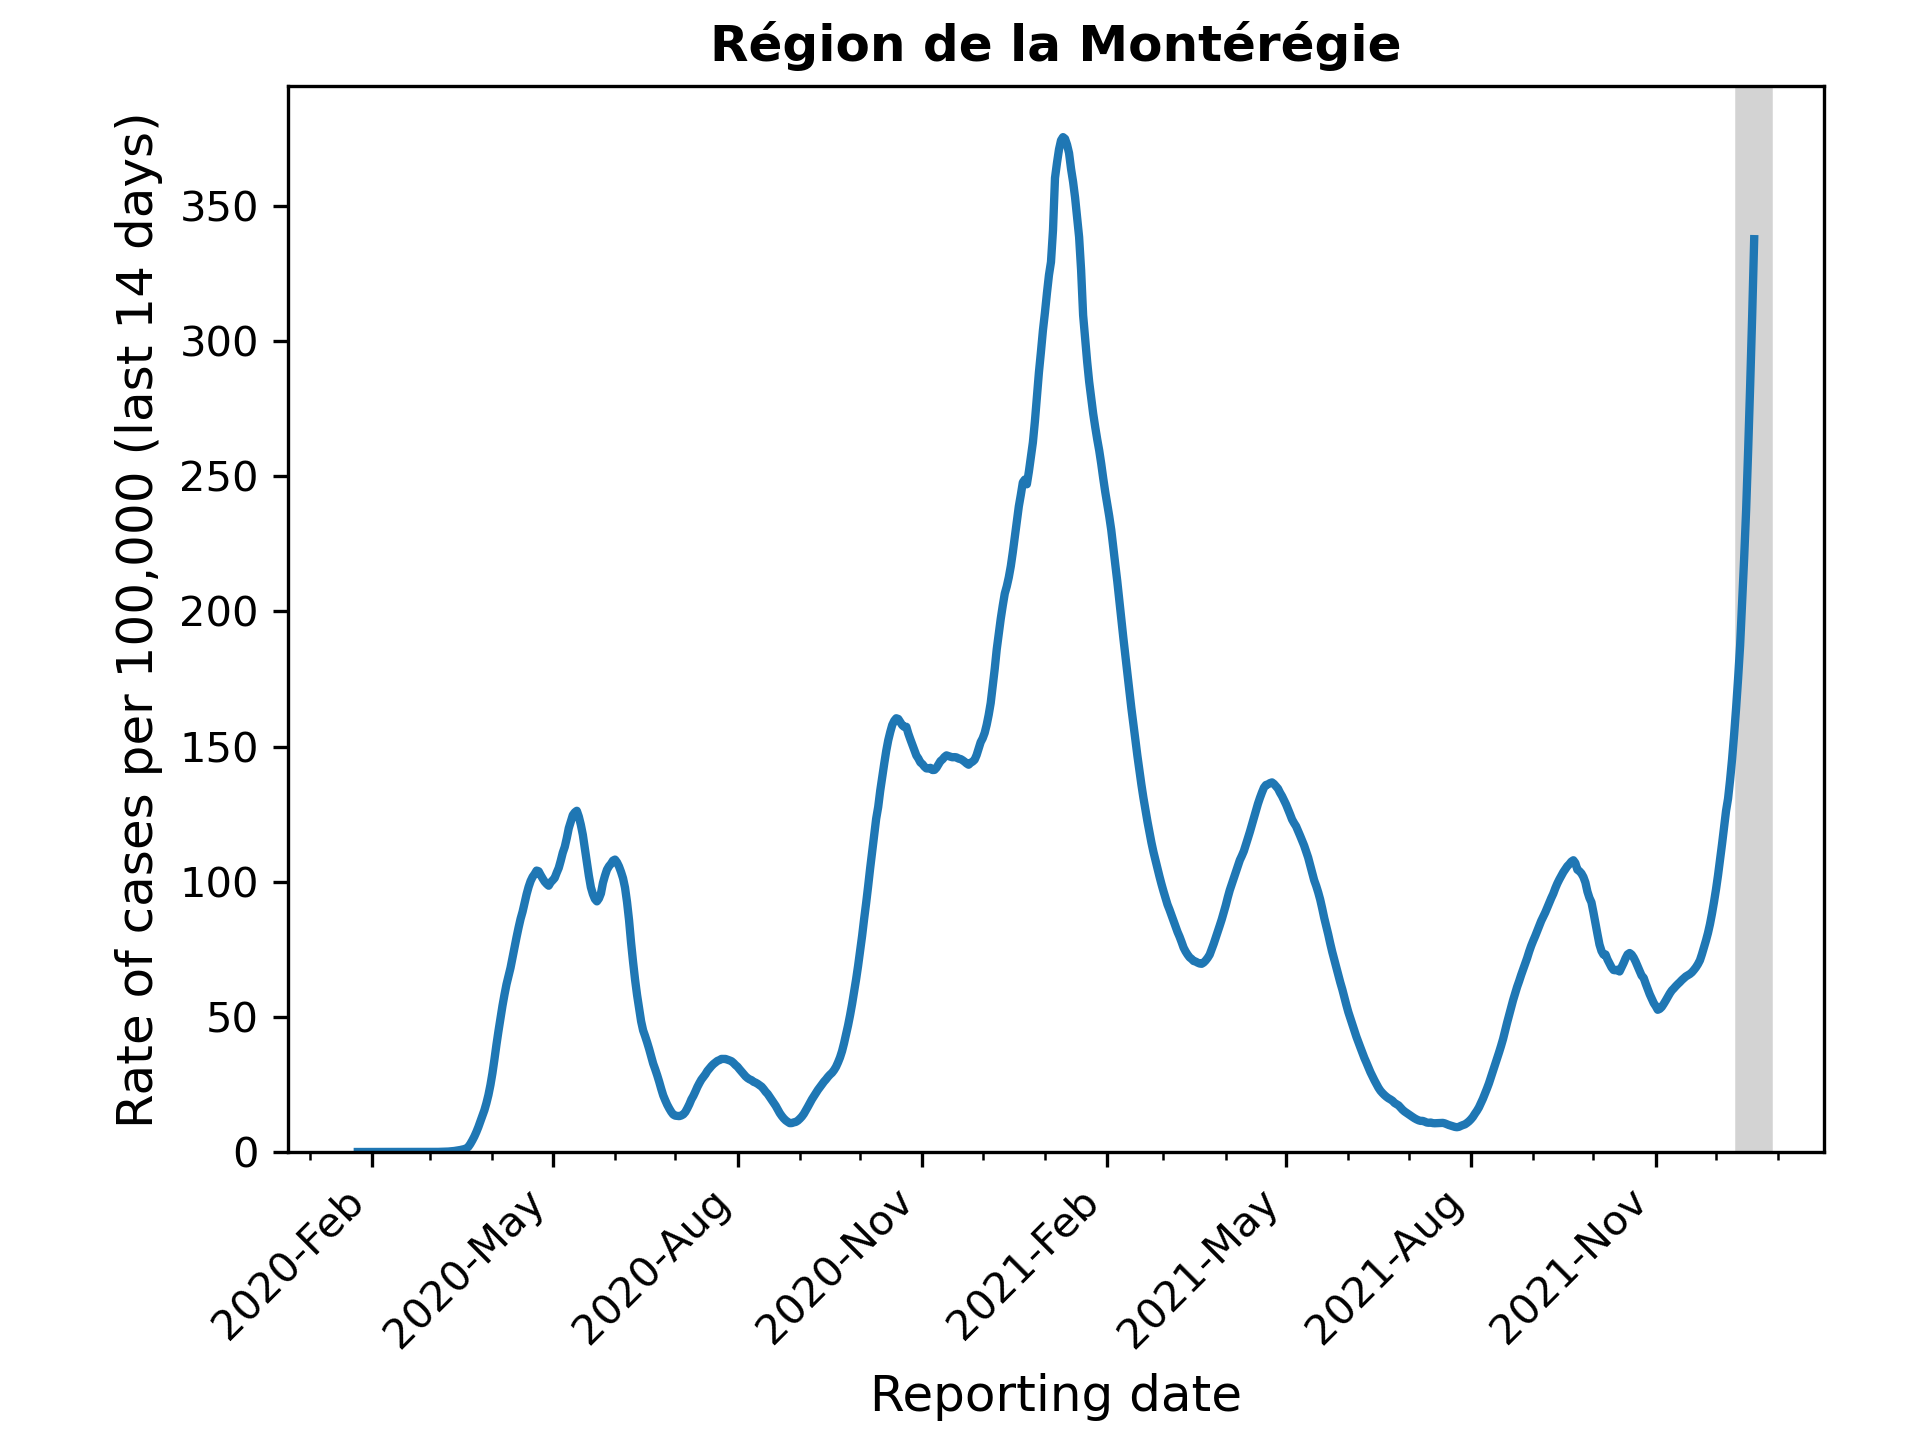 Région de la Montérégie
Rate of cases per 100,000 (last 14 days)
350
300
250
200
150
100
50
0
2020-Feb
2020-May
2020-Aug
2020-Nov
2021-Feb
2021-May
2021-Aug
2021-Nov
Reporting date